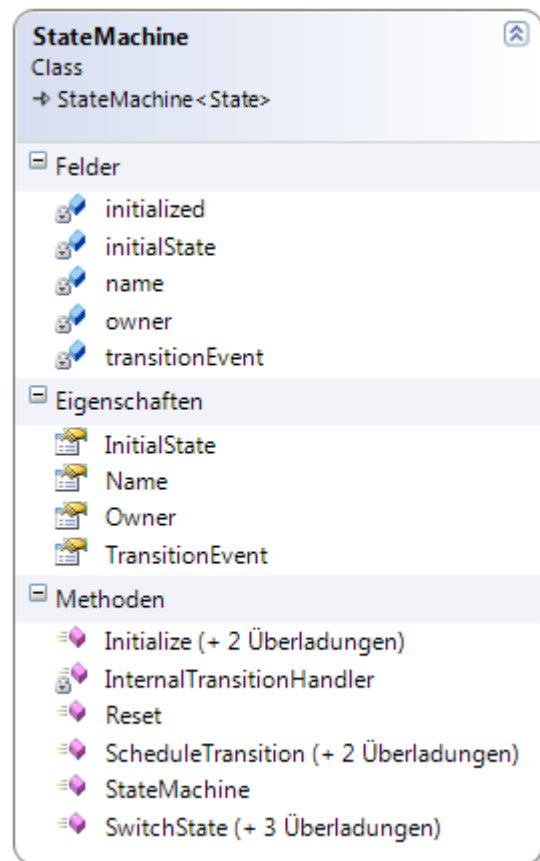 StateMachine
Class
StateMachine<State>
Felder
initialized
initialState
name
owner
transitionEvent
Eigenschaften
InitialState
Name
Owner
TransitionEvent
Methoden
Initialize (+ 2 Überladungen)
InternalTransitionHandler
Reset
ScheduleTransition (+ 2 Überladungen)
StateMachine
SwitchState (+ 3 Überladungen)